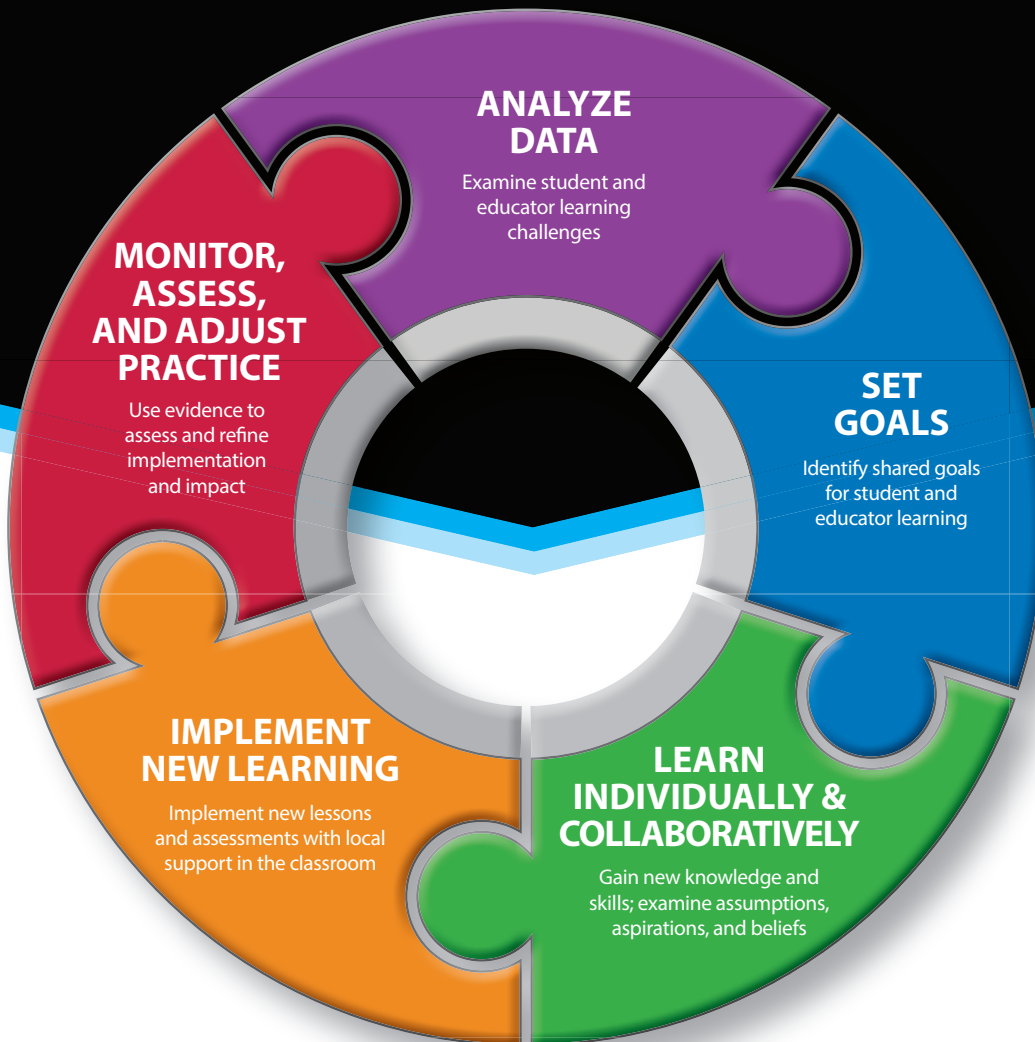 ANALYZE
DATA
Examine student and
educator learning
challenges
SET
GOALS
Identify shared goals
for student and
educator learning
LEARN
INDIVIDUALLY &
COLLABORATIVELY
Gain new knowledge and
skills; examine assumptions,
aspirations, and beliefs
IMPLEMENT
NEW LEARNING
Implement new lessons
and assessments with local
support in the classroom
MONITOR,
ASSESS,
AND ADJUST
PRACTICE
Use evidence to
assess and refine
implementation
and impact